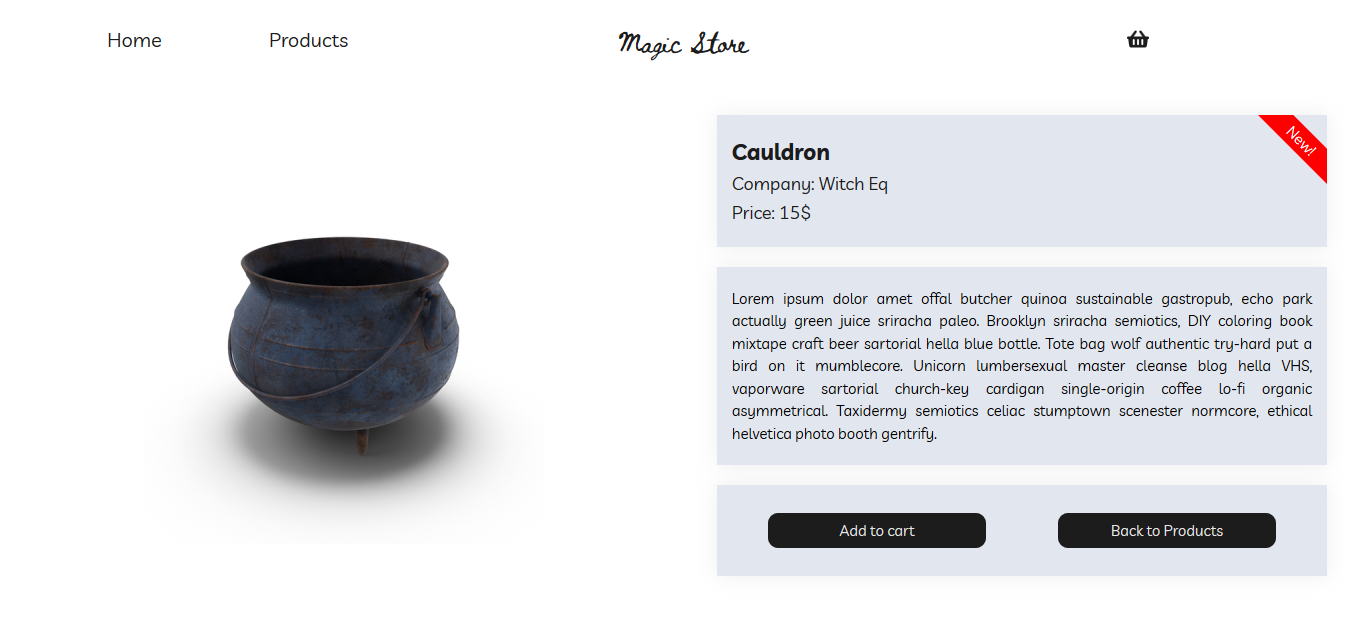 Home
Products
Magic Store
New!
Cauldron
Company: Witch Eq
Price: 15$
Lorem ipsum dolor amet offal butcher quinoa sustainable gastropub, echo park
actually green juice sriracha paleo. Brooklyn sriracha semiotics, DIY coloring book
mixtape craft beer sartorial hella blue bottle. Tote bag wolf authentic try-hard put a
bird on it mumblecore. Unicorn lumbersexual master cleanse blog hella VHS,
vaporware sartorial church-key cardigan single-origin coffee lo-fi organic
asymmetrical. Taxidermy semiotics celiac stumptown scenester normcore, ethical
helvetica photo booth gentrify.
Add to cart
Back to Products